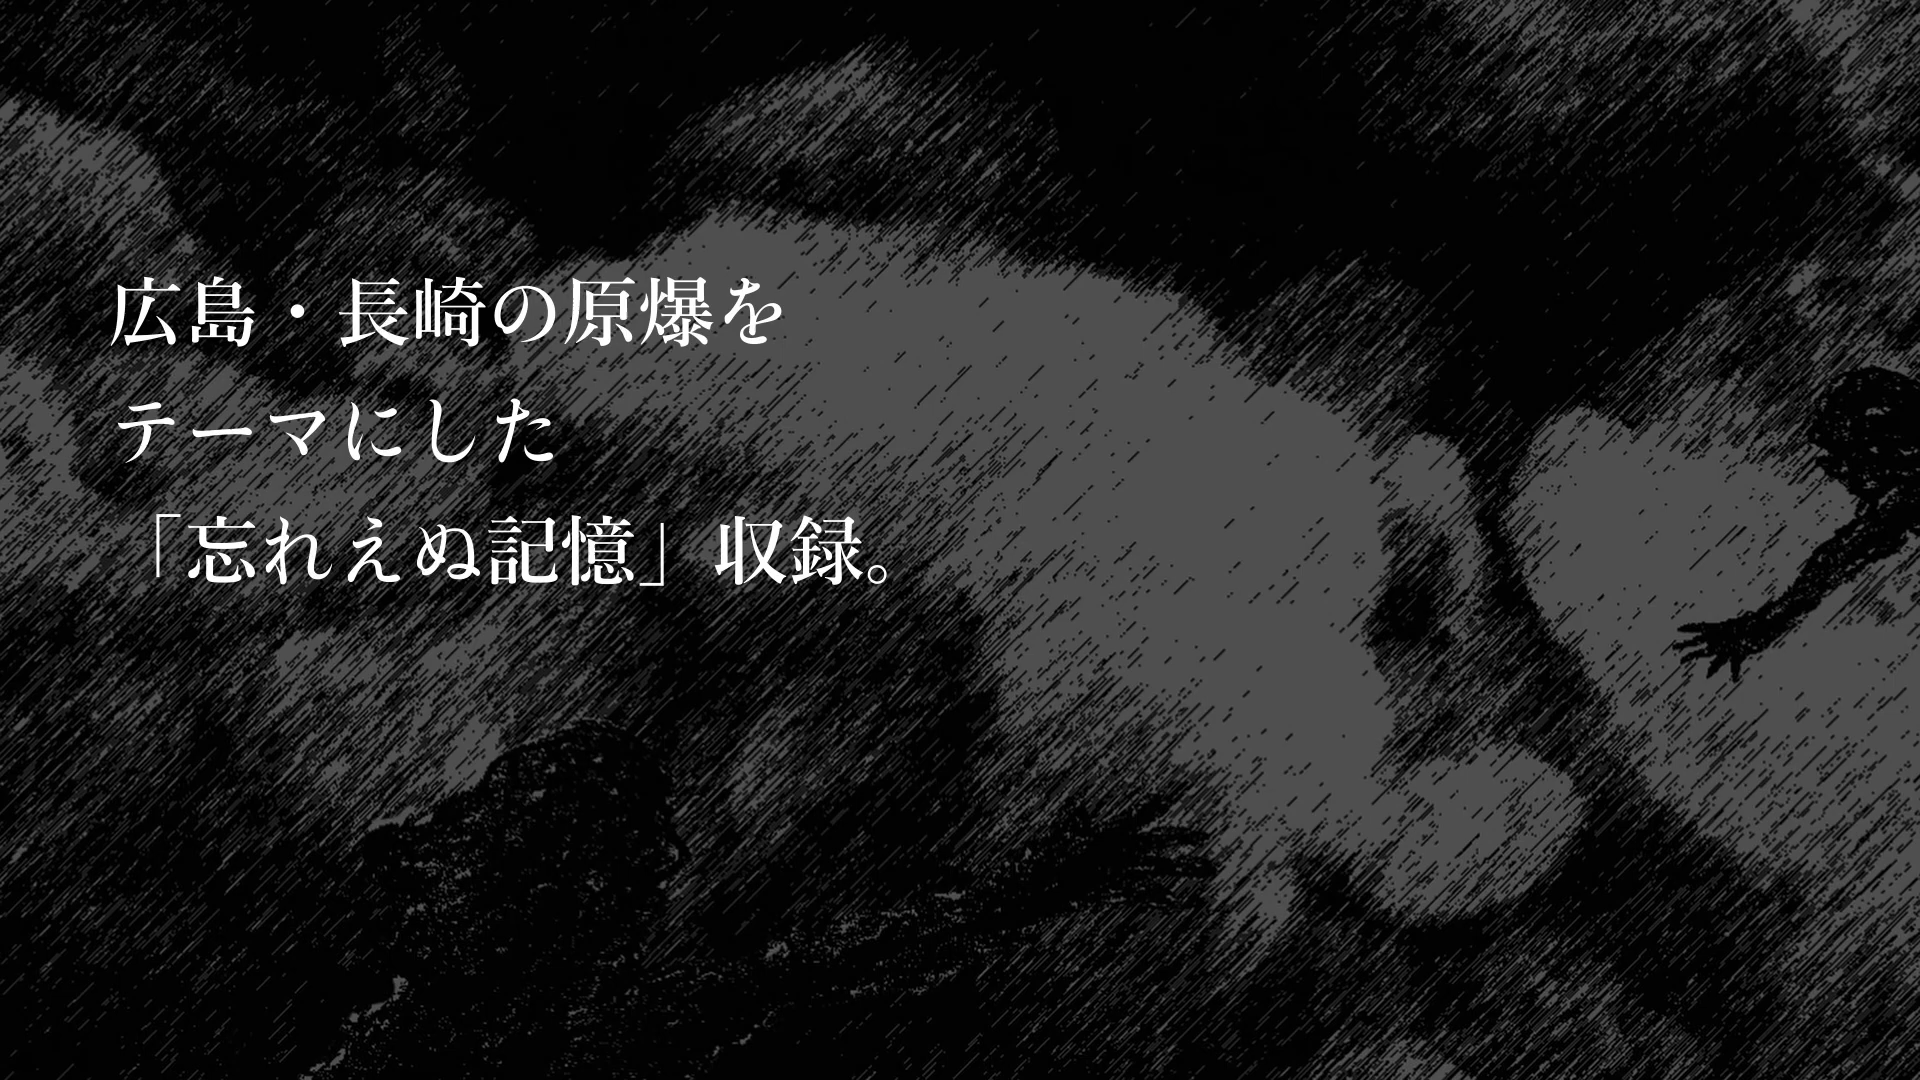 広島・長崎の原爆を
テーマにした
「忘れえぬ記憶」収録。